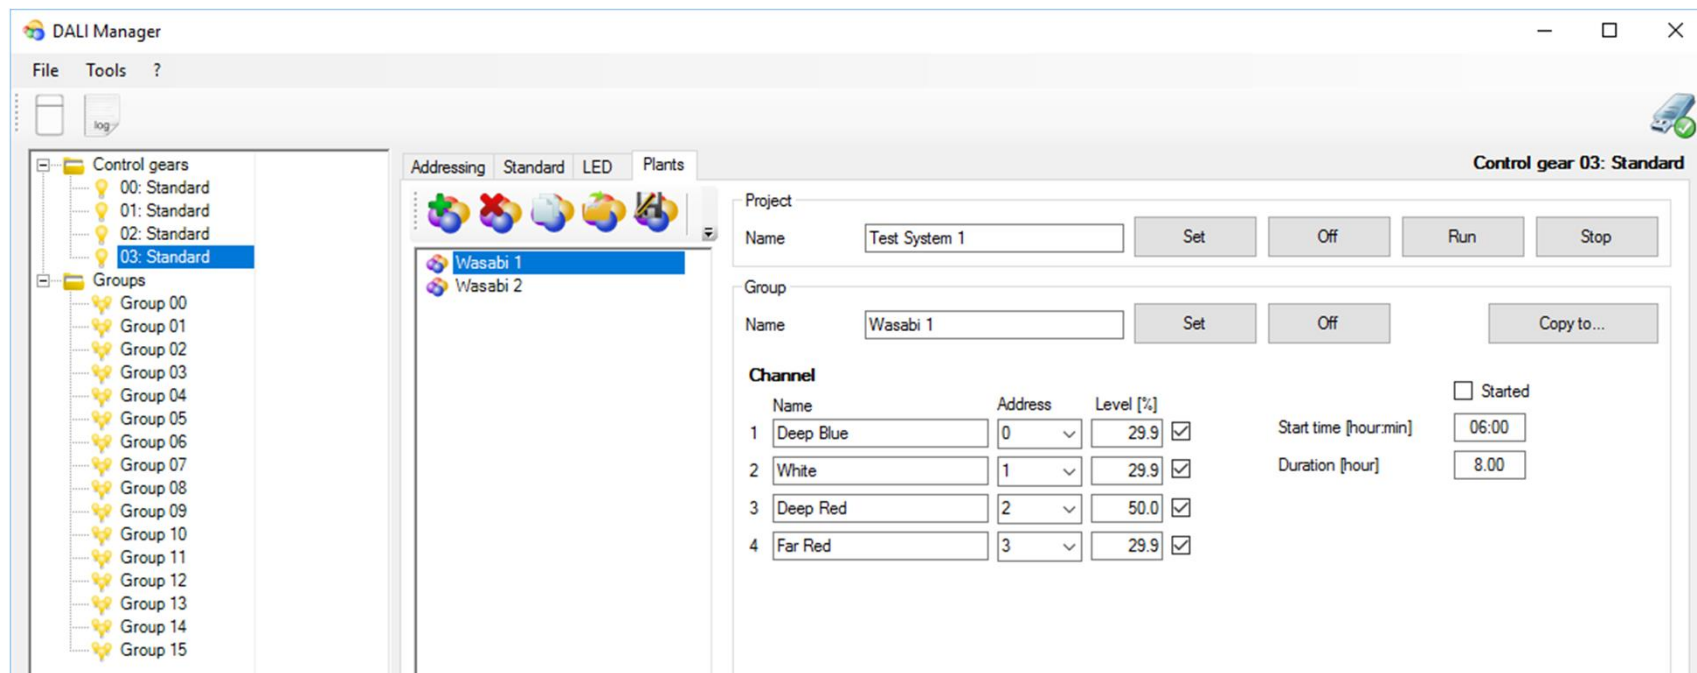 DALI Manager
File Tools ?
log
Control gears
00: Standard
01: Standard
02: Standard
03: Standard
Groups
Group 00
Group 01
Group 02
Group 03
Group 04
Group 05
Group 06
Group 07
Group 08
Group 09
Group 10
Group 11
Group 12
Group 13
Group 14
Group 15
Addressing Standard LED Plants
Control gear 03: Standard
Wasabi 1
Wasabi 2
Project
Name Test System 1 Set Off Run Stop
Group
Name Wasabi 1 Set Off Copy to...
Channel
Started
Name Address Level [%]
1 Deep Blue 0 29.9
Start time [hour:min] 06:00
2 White 1 29.9
Duration [hour] 8.00
3 Deep Red 2 50.0
4 Far Red 3 29.9